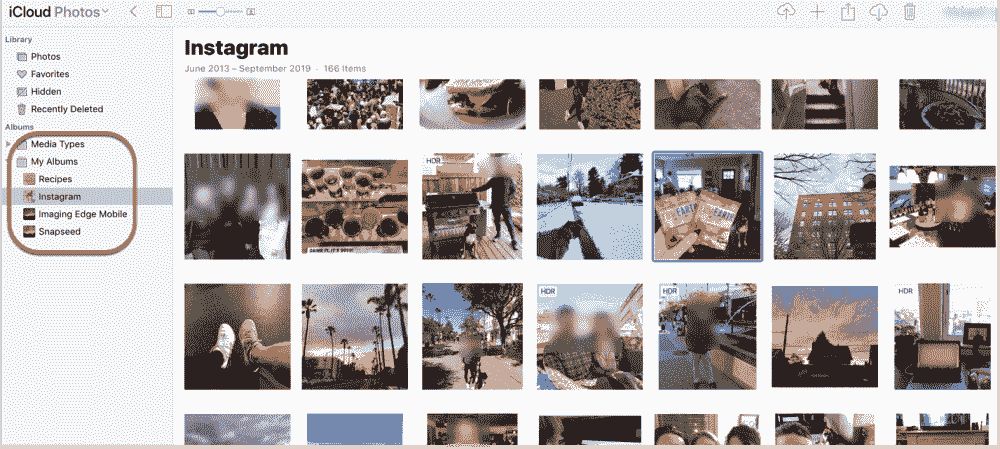 iCloud Photos
Library
Photos
Favorites
Hidden
Recently Deleted
Albums
Media Types
My Albums
Recipes
Instagram
Imaging Edge Mobile
Snapseed
Instagram
June 2013 – September 2019 · 166 Items
HDR
HDR
HDR
HDR